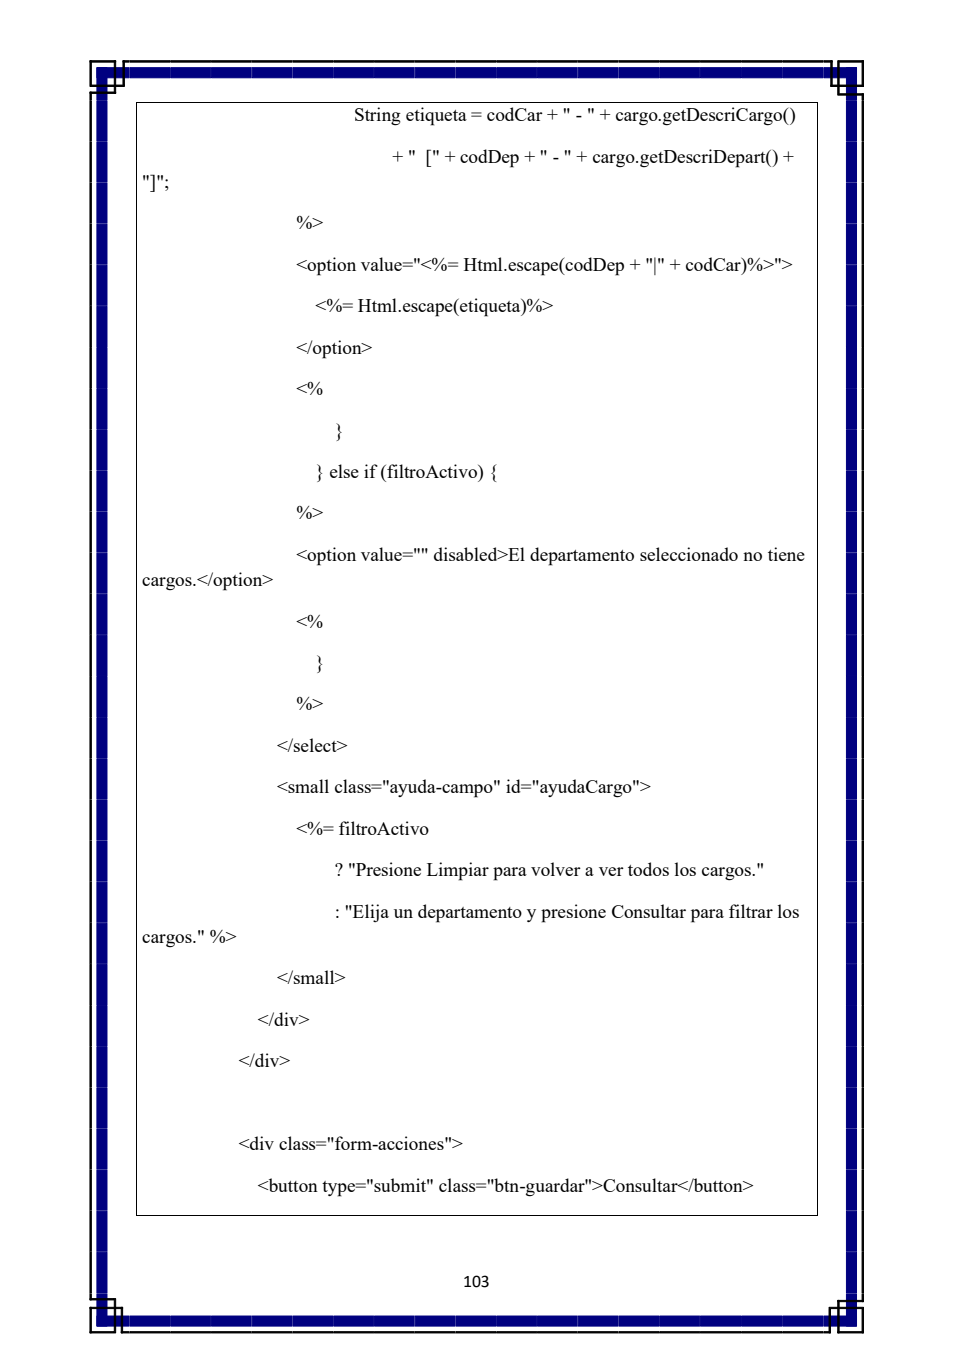 String etiqueta = codCar + " - " + cargo.getDescriCargo()
+ "  [" + codDep + " - " + cargo.getDescriDepart() +
"]";
%>
<option value="<%= Html.escape(codDep + "|" + codCar)%>">
<%= Html.escape(etiqueta)%>
</option>
<%
}
} else if (filtroActivo) {
%>
<option value="" disabled>El departamento seleccionado no tiene
cargos.</option>
<%
}
%>
</select>
<small class="ayuda-campo" id="ayudaCargo">
<%= filtroActivo
? "Presione Limpiar para volver a ver todos los cargos."
: "Elija un departamento y presione Consultar para filtrar los
cargos." %>
</small>
</div>
</div>
<div class="form-acciones">
<button type="submit" class="btn-guardar">Consultar</button>
103